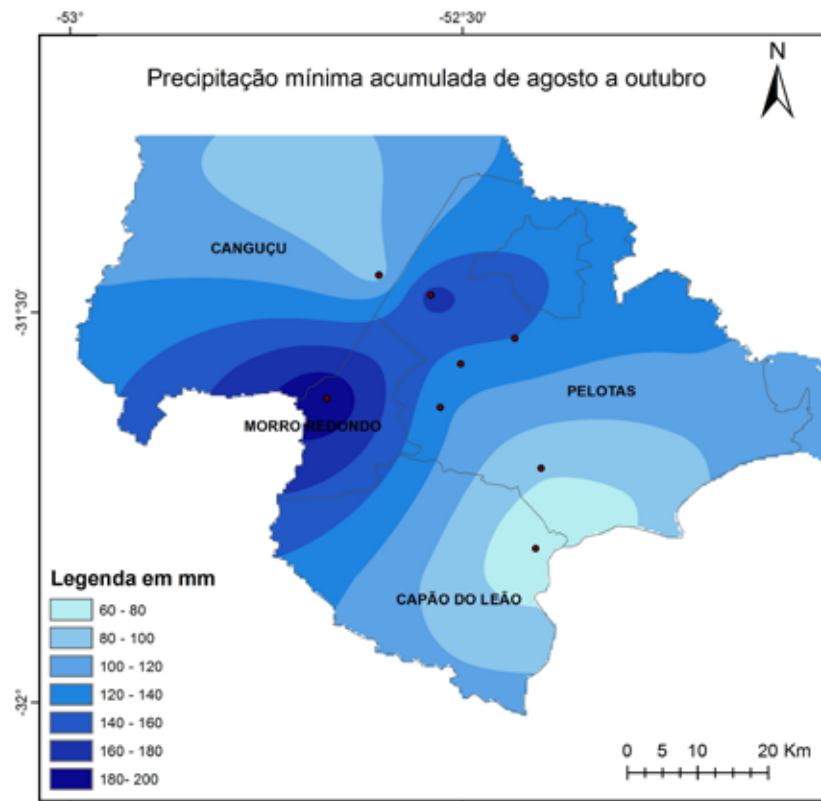 -53°
-52°30'
Precipitação mínima acumulada de agosto a outubro
N
CANGUÇU
-31°30'
PELOTAS
MORRO REDONDO
Legenda em mm
60 - 80
CAPÃO DO LEÃO
80 - 100
100 - 120
120 - 140
-32°
140 - 160
160 - 180
180- 200
0 5 10 20 Km